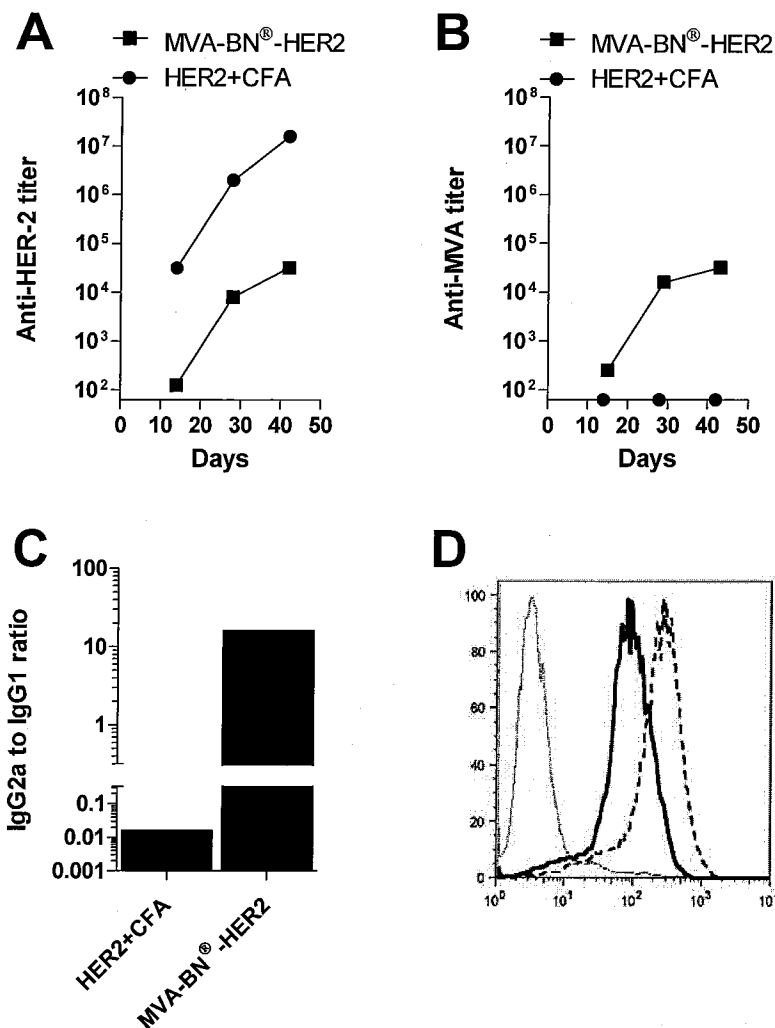 A
MVA-BN®-HER2
HER2+CFA
Anti-HER-2 titer
10⁸
10⁷
10⁶
10⁵
10⁴
10³
10²
0 10 20 30 40 50
Days
B
MVA-BN®-HER2
HER2+CFA
Anti-MVA titer
10⁸
10⁷
10⁶
10⁵
10⁴
10³
10²
0 10 20 30 40 50
Days
C
IgG2a to IgG1 ratio
100
10
1
0.1
0.01
0.001
HER2+CFA
MVA-BN®-HER2
D
100
80
60
40
20
0
10⁰ 10¹ 10² 10³